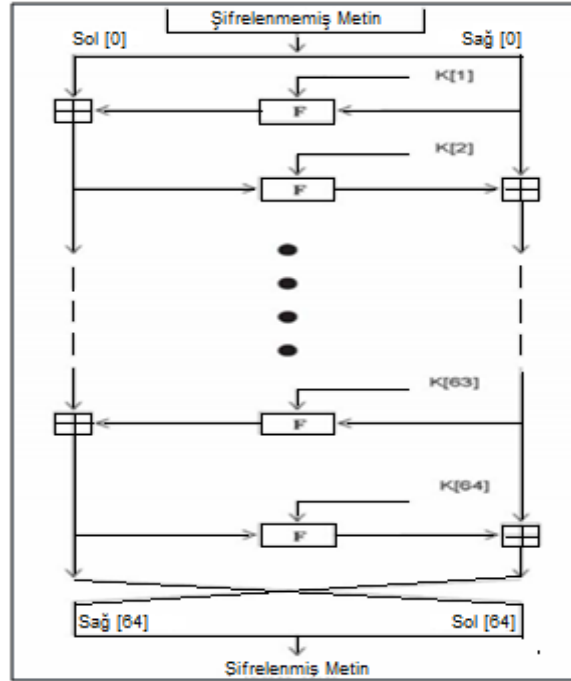 Şifrelenmemiş Metin
Sol [0]
Sağ [0]
K[1]
F
K[2]
F
K[63]
F
K[64]
F
Sağ [64]
Sol [64]
Şifrelenmiş Metin